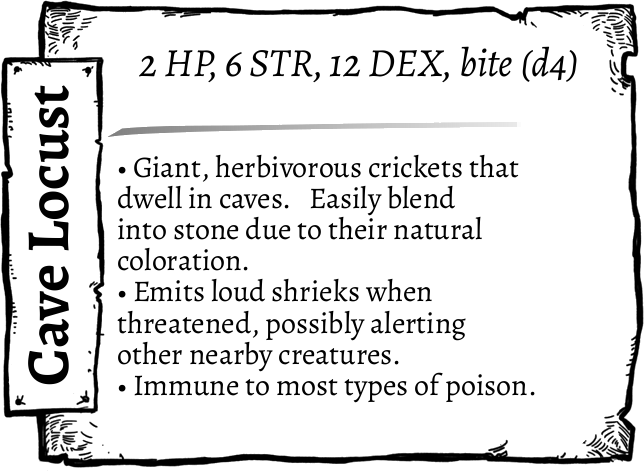 Cave Locust
2 HP, 6 STR, 12 DEX, bite (d4)
• Giant, herbivorous crickets that
dwell in caves.   Easily blend
into stone due to their natural
coloration.
• Emits loud shrieks when
threatened, possibly alerting
other nearby creatures.
• Immune to most types of poison.